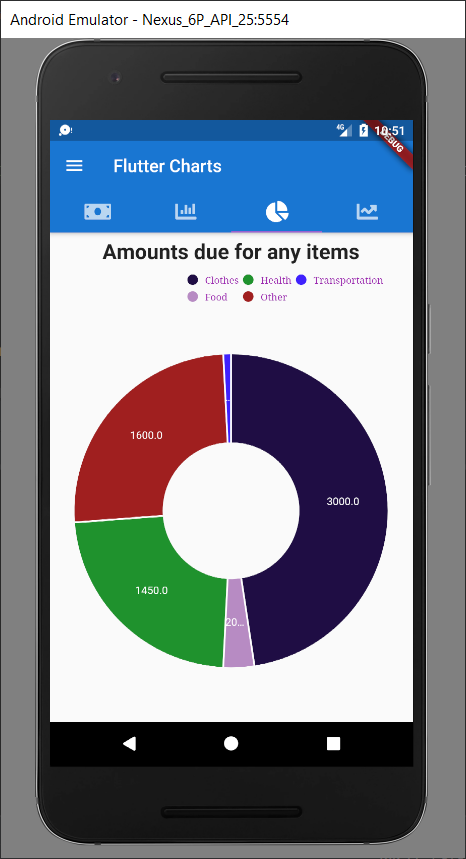 Android Emulator - Nexus_6P_API_25:5554
4G 10:51
DEBUG
Flutter Charts
Amounts due for any items
Clothes Health Transportation
Food Other
1600.0
3000.0
1450.0
20...